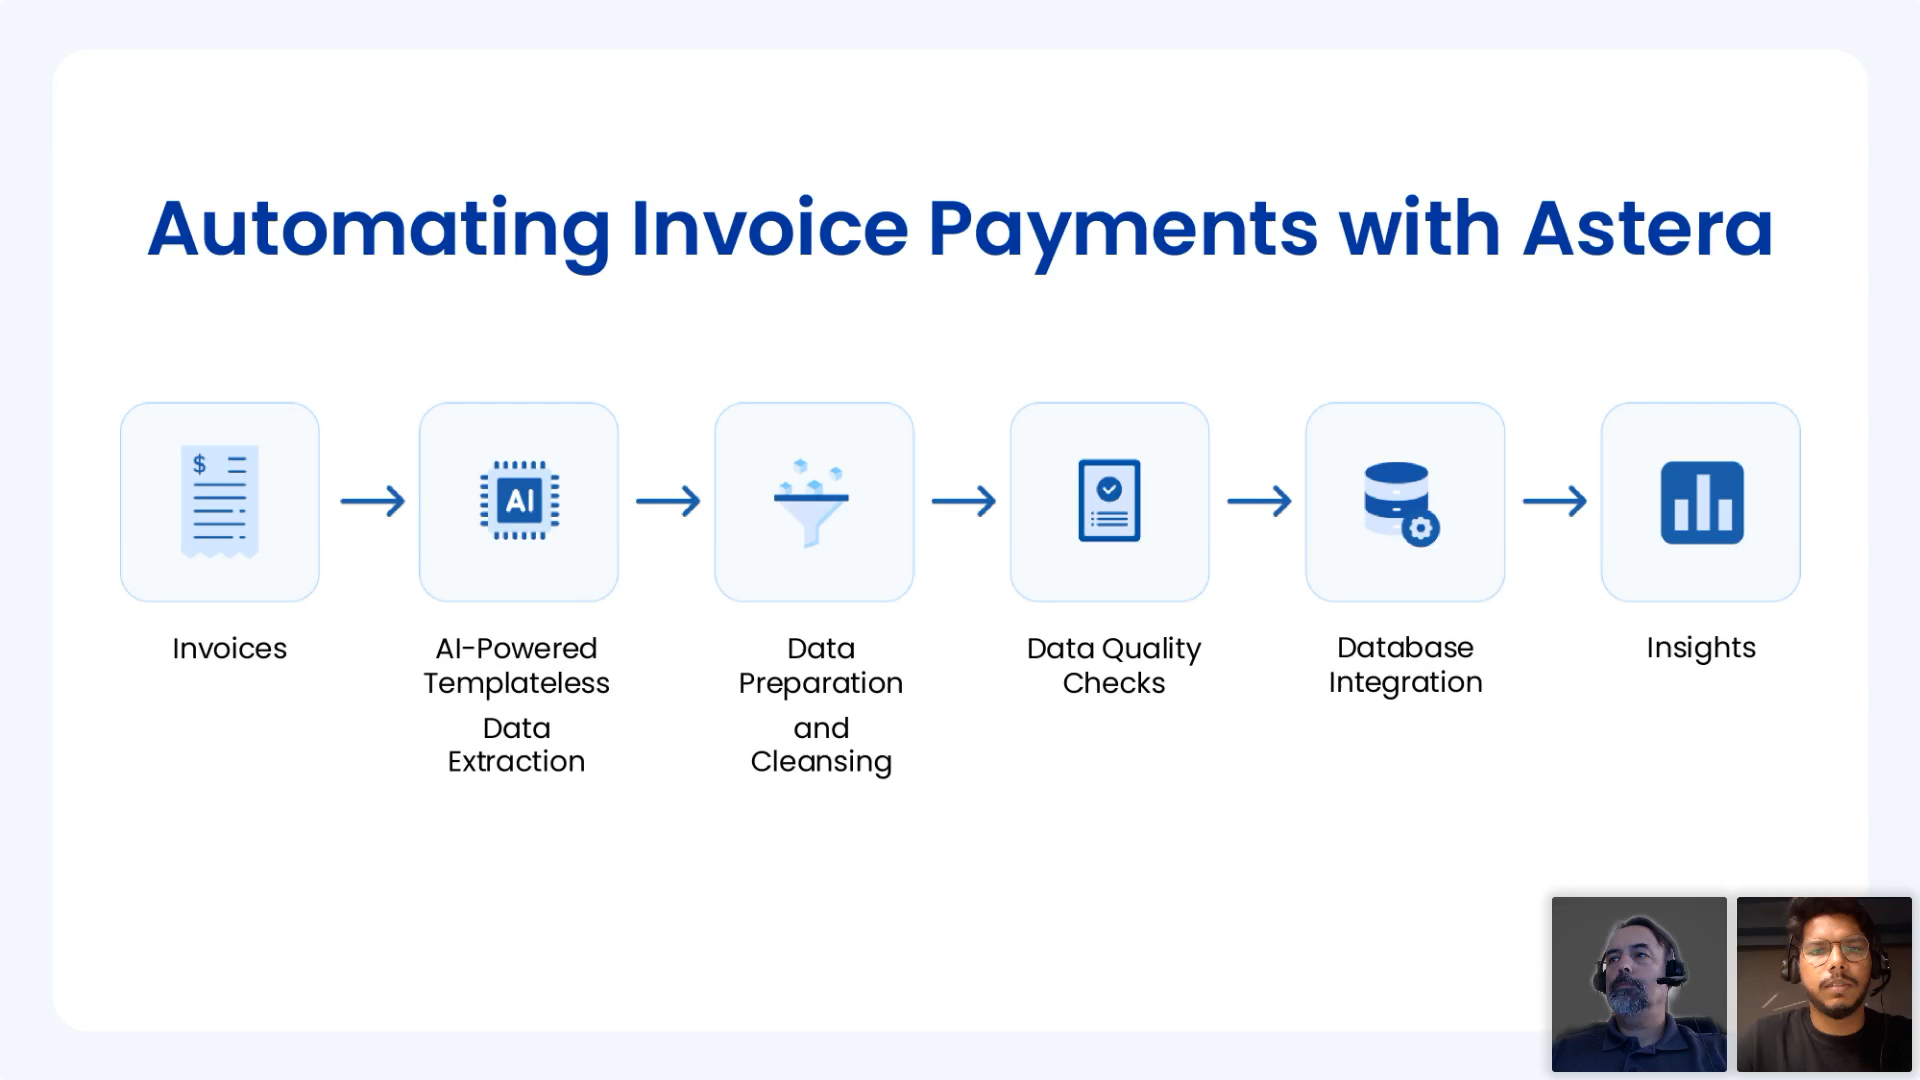 Automating Invoice Payments with Astera
$
AI
Invoices
AI-Powered
Templateless
Data
Extraction
Data
Preparation
and
Cleansing
Data Quality
Checks
Database
Integration
Insights